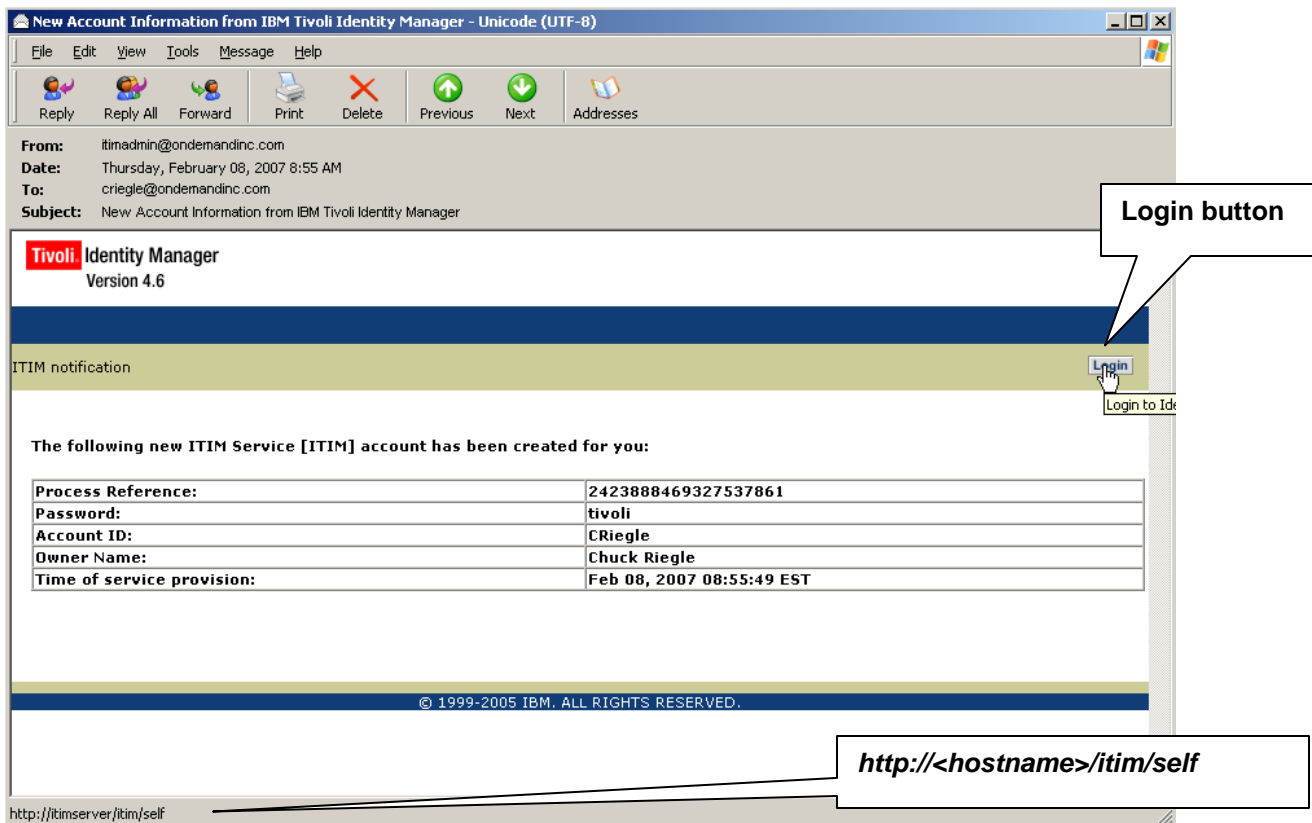 New Account Information from IBM Tivoli Identity Manager - Unicode (UTF-8)
File Edit View Tools Message Help
Reply Reply All Forward Print Delete Previous Next Addresses
From: itimadmin@ondemandinc.com
Date: Thursday, February 08, 2007 8:55 AM
To: criegle@ondemandinc.com
Subject: New Account Information from IBM Tivoli Identity Manager
Login button
Tivoli. Identity Manager
Version 4.6
ITIM notification
Login
Login to Ide
The following new ITIM Service [ITIM] account has been created for you:
Process Reference: 2423888469327537861
Password: tivoli
Account ID: CRiegle
Owner Name: Chuck Riegle
Time of service provision: Feb 08, 2007 08:55:49 EST
© 1999-2005 IBM. ALL RIGHTS RESERVED.
http://<hostname>/itim/self
http://itimserver/itim/self